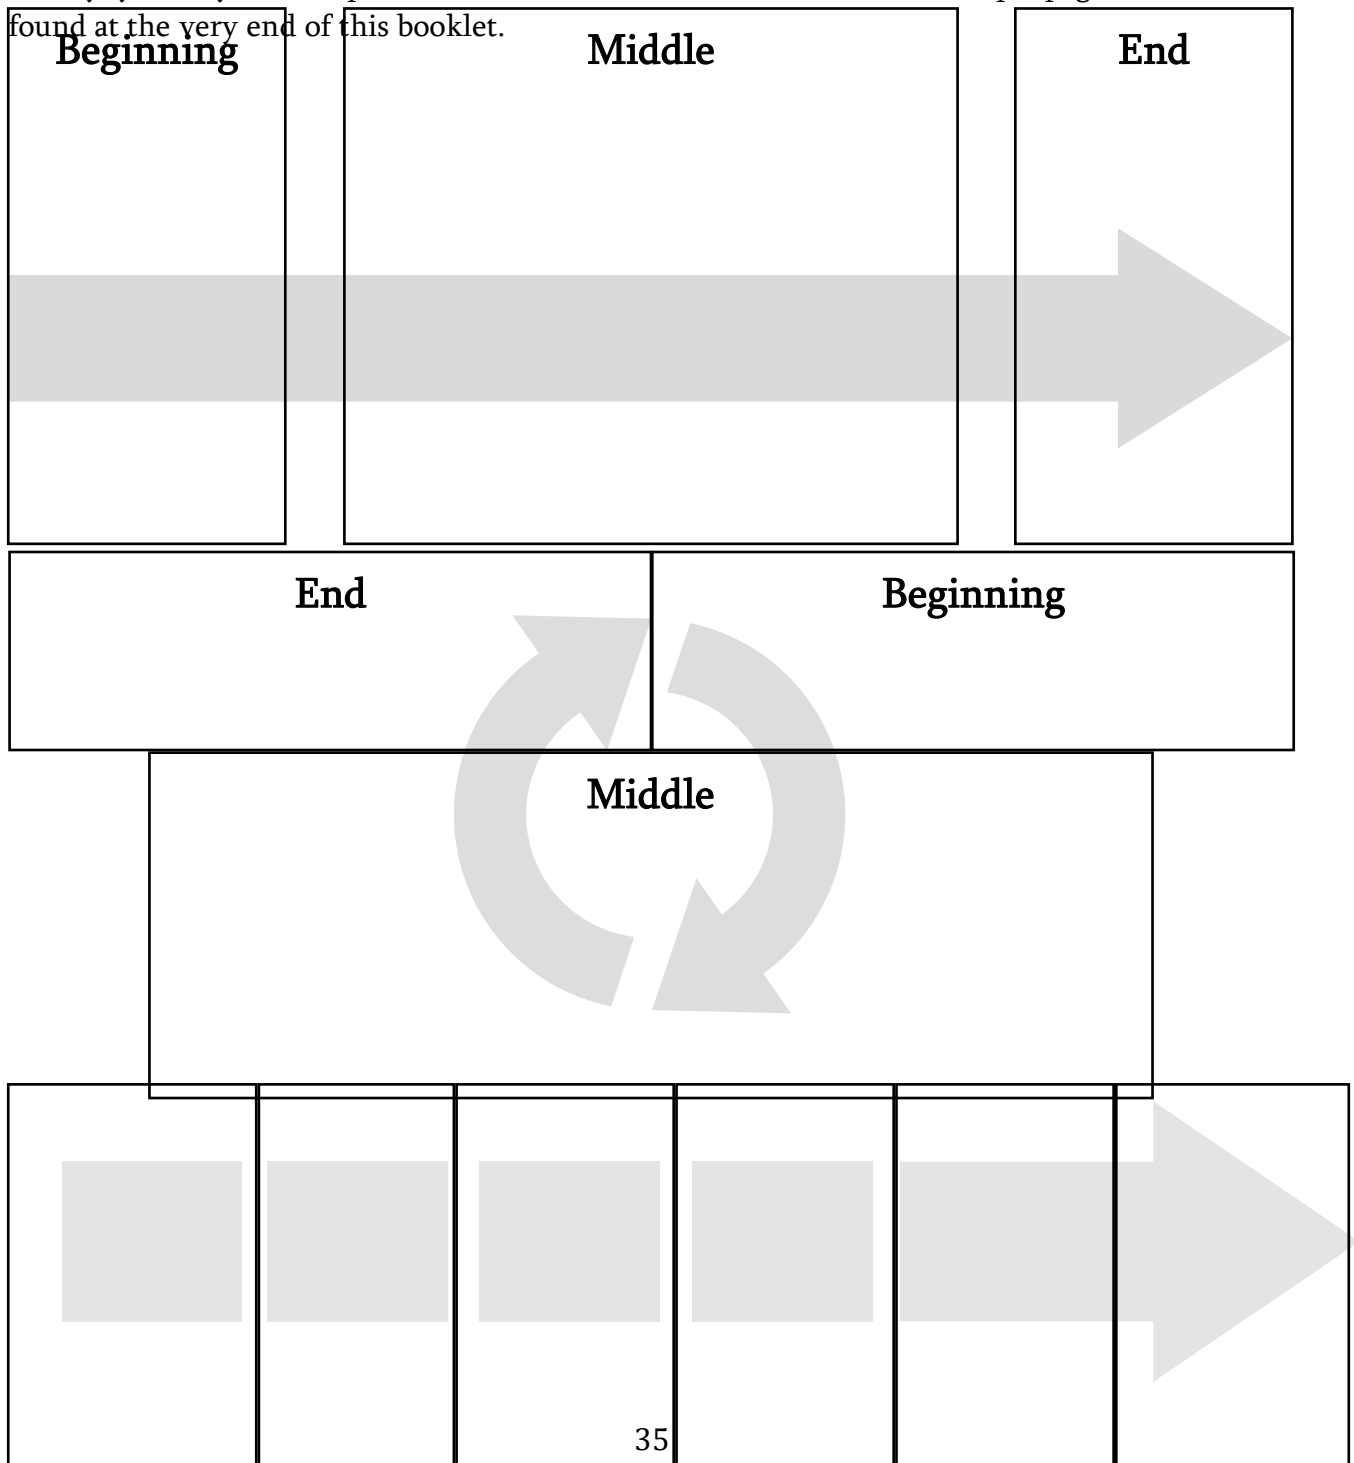 found at the very end of this booklet.
Beginning
Middle
End
End
Beginning
Middle
35